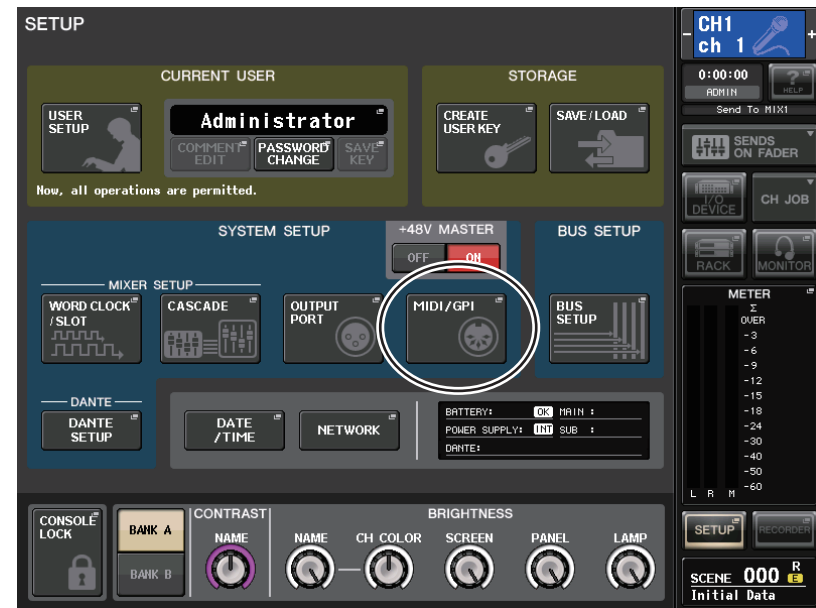 SETUP
CURRENT USER
USER
SETUP
Administrator
COMMENT
EDIT
PASSWORD
CHANGE
SAVE
KEY
Now, all operations are permitted.
STORAGE
CREATE
USER KEY
SAVE/LOAD
SYSTEM SETUP
+48V MASTER
OFF
ON
BUS SETUP
MIXER SETUP
WORD CLOCK
/SLOT
CASCADE
OUTPUT
PORT
MIDI/GPI
BUS
SETUP
DANTE
DANTE
SETUP
DATE
/TIME
NETWORK
BATTERY: OK MAIN :
POWER SUPPLY: INT SUB :
DANTE:
CONSOLE
LOCK
BANK A
BANK B
CONTRAST
NAME
BRIGHTNESS
NAME
CH COLOR
SCREEN
PANEL
LAMP
- CH1 +
ch 1
0:00:00
ADMIN
?
HELP
Send To MIX1
SENDS
ON FADER
I/O
DEVICE
CH JOB
RACK
MONITOR
METER
Σ
OVER
-3
-6
-9
-12
-15
-18
-24
-30
-40
-50
-60
L R M
SETUP
RECORDER
SCENE 000 R
E
Initial Data